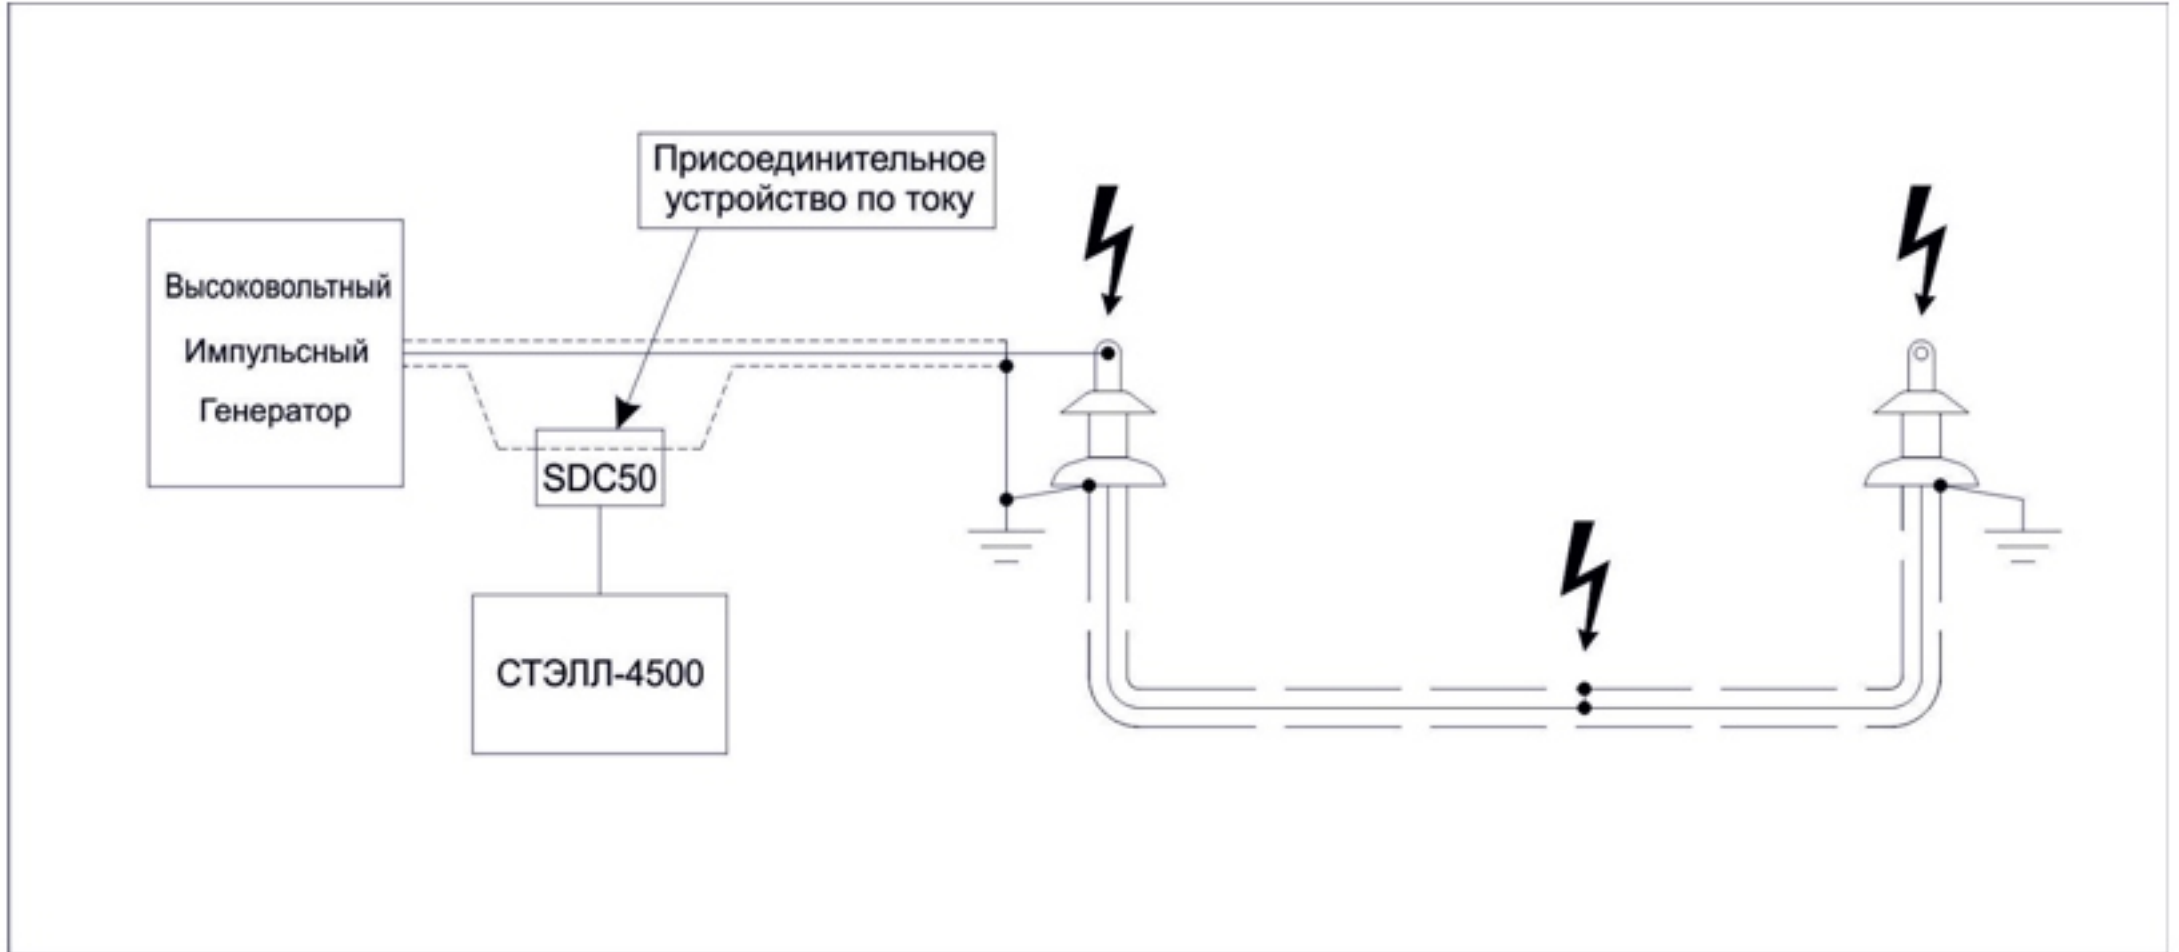 Присоединительное
устройство по току
Высоковольтный
Импульсный
Генератор
SDC50
СТЭЛЛ-4500